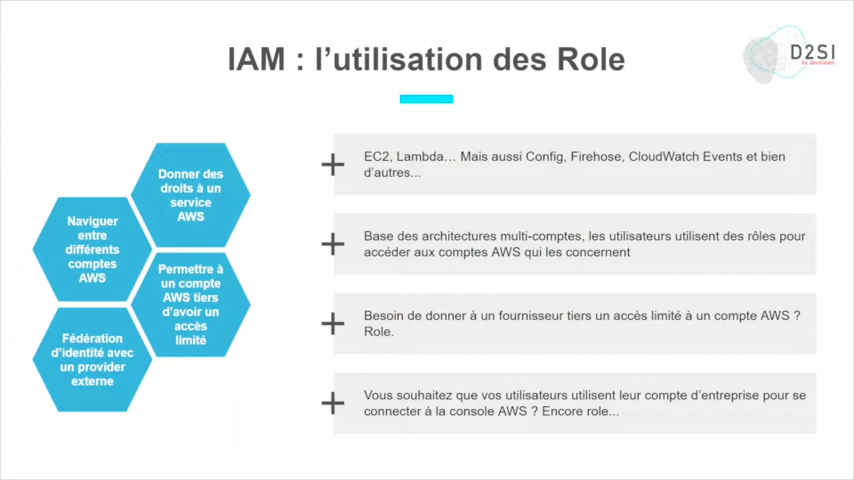 IAM : l’utilisation des Role
D2SI
by devoteam
Donner des
droits à un
service
AWS
Naviguer
entre
différents
comptes
AWS
Permettre à
un compte
AWS tiers
d’avoir un
accès
limité
Fédération
d’identité avec
un provider
externe
EC2, Lambda… Mais aussi Config, Firehose, CloudWatch Events et bien
d’autres...
Base des architectures multi-comptes, les utilisateurs utilisent des rôles pour
accéder aux comptes AWS qui les concernent
Besoin de donner à un fournisseur tiers un accès limité à un compte AWS ?
Role.
Vous souhaitez que vos utilisateurs utilisent leur compte d’entreprise pour se
connecter à la console AWS ? Encore role...